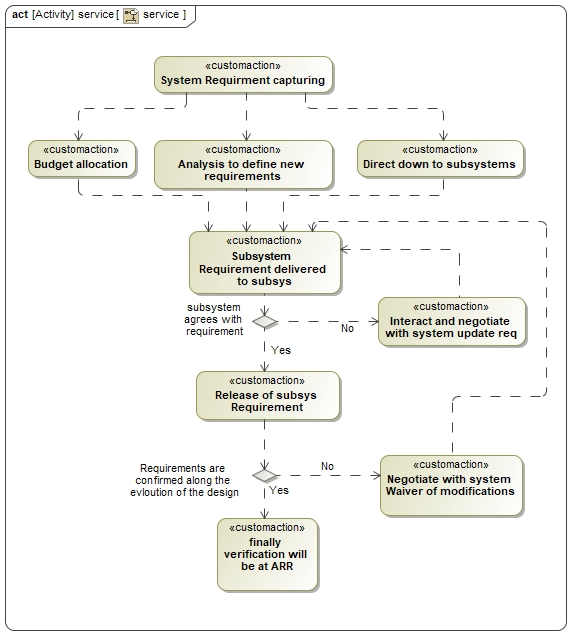 act [Activity] service [ service ]
«customaction»
System Requirment capturing
«customaction»
Budget allocation
«customaction»
Analysis to define new
requirements
«customaction»
Direct down to subsystems
«customaction»
Subsystem
Requirement delivered
to subsys
subsystem
agrees with
requirement
No
«customaction»
Interact and negotiate
with system update req
Yes
«customaction»
Release of subsys
Requirement
Requirements are
confirmed along the
evloution of the design
No
«customaction»
Negotiate with system
Waiver of modifications
Yes
«customaction»
finally
verification will
be at ARR